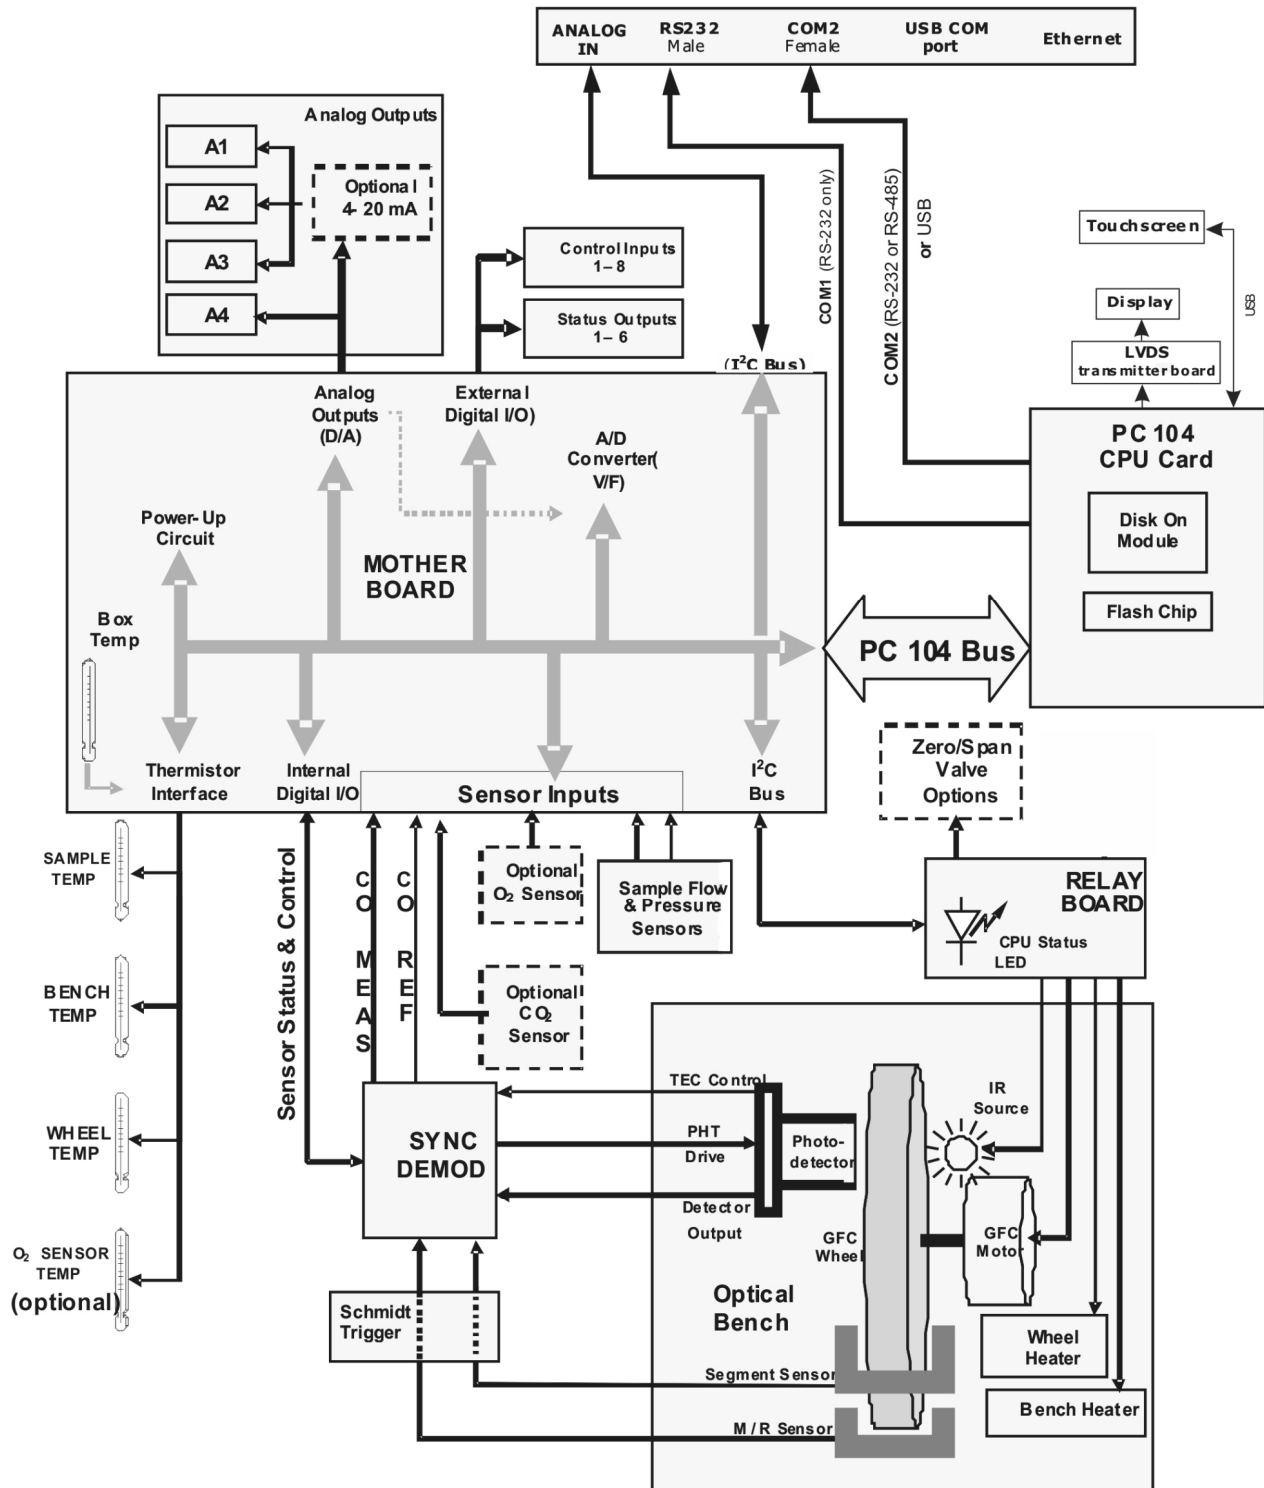 ANALOG
IN
RS232
Male
COM2
Female
USB COM
port
Ethernet
Analog Outputs
A1
A2
A3
A4
Optional
4- 20 mA
Control Inputs
1– 8
Status Outputs
1– 6
COM1 (RS-232 only)
COM2 (RS-232 or RS-485)
or USB
Touchscreen
USB
Display
LVDS
transmitter board
PC 104
CPU Card
Disk On
Module
Flash Chip
(I²C Bus)
Analog
Outputs
(D/A)
External
Digital I/O)
A/D
Converter(
V/F)
Power-Up
Circuit
MOTHER
BOARD
Box
Temp
PC 104 Bus
Thermistor
Interface
Internal
Digital I/O
Sensor Inputs
I²C
Bus
Zero/Span
Valve
Options
SAMPLE
TEMP
BENCH
TEMP
WHEEL
TEMP
O₂ SENSOR
TEMP
(optional)
Sensor Status & Control
CO MEAS
CO REF
Optional
O₂ Sensor
Sample Flow
& Pressure
Sensors
Optional
CO₂
Sensor
RELAY
BOARD
CPU Status
LED
SYNC
DEMOD
TEC Control
PHT
Drive
Detector
Output
Photo-
detector
IR
Source
GFC
Wheel
GFC
Motor
Optical
Bench
Schmidt
Trigger
Wheel
Heater
Segment Sensor
Bench Heater
M / R Sensor